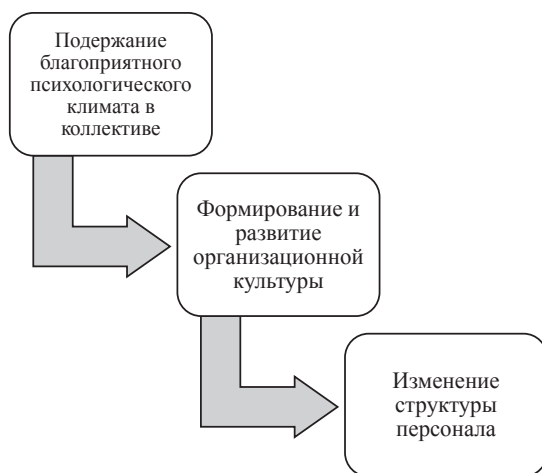 Подержание
благоприятного
психологического
климата в
коллективе
Формирование и
развитие
организационной
культуры
Изменение
структуры
персонала